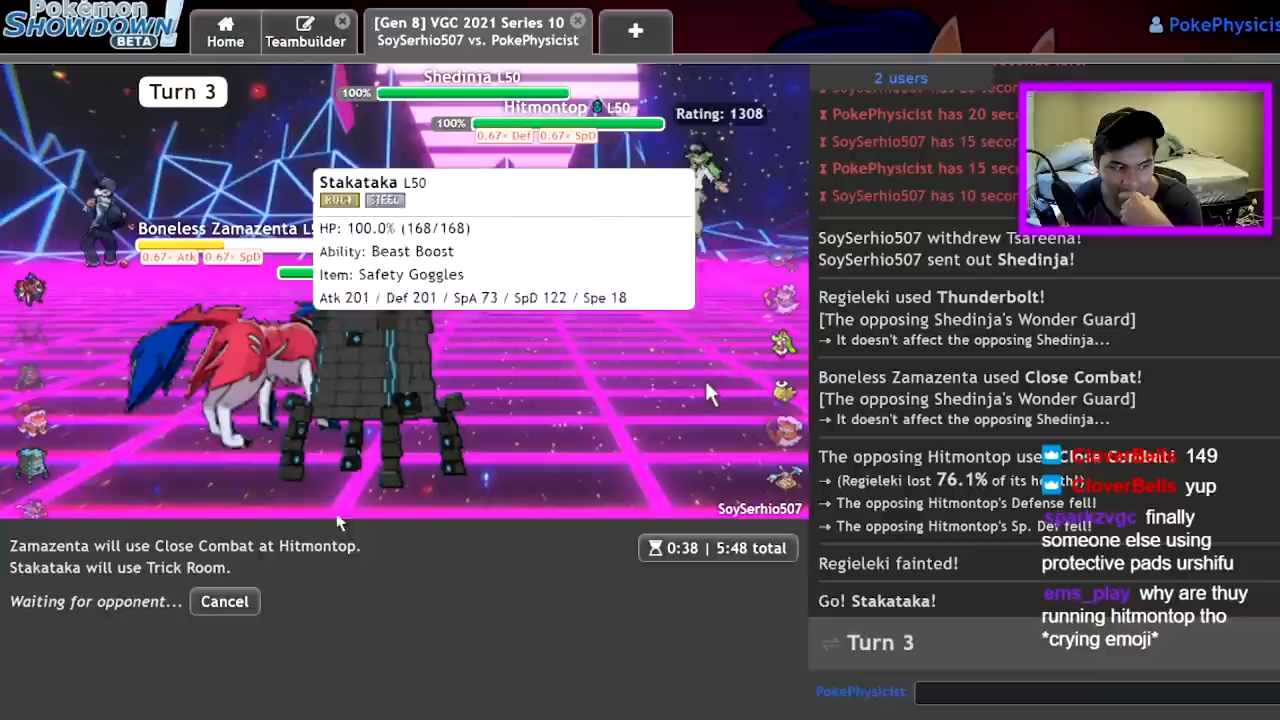 Pokémon
SHOWDOWN!
BETA
Home
Teambuilder
[Gen 8] VGC 2021 Series 10
SoySerhio507 vs. PokePhysicist
+
PokePhysicis
Turn 3
Shedinja L50
100%
Hitmontop L50
100%
0.67× Def 0.67× SpD
Rating: 1308
Boneless Zamazenta L5
0.67× Atk 0.67× SpD
Stakataka L50
ROCK STEEL
HP: 100.0% (168/168)
Ability: Beast Boost
Item: Safety Goggles
Atk 201 / Def 201 / SpA 73 / SpD 122 / Spe 18
SoySerhio507
Zamazenta will use Close Combat at Hitmontop.
Stakataka will use Trick Room.
Waiting for opponent... Cancel
0:38 | 5:48 total
2 users
PokePhysicist has 20 seco
SoySerhio507 has 15 secon
PokePhysicist has 15 seco
SoySerhio507 has 10 secon
SoySerhio507 withdrew Tsareena!
SoySerhio507 sent out Shedinja!
Regieleki used Thunderbolt!
[The opposing Shedinja's Wonder Guard]
→ It doesn't affect the opposing Shedinja...
Boneless Zamazenta used Close Combat!
[The opposing Shedinja's Wonder Guard]
→ It doesn't affect the opposing Shedinja...
The opposing Hitmontop used Close Combat!
→ (Regieleki lost 76.1% of its health!)
→ The opposing Hitmontop's Defense fell!
→ The opposing Hitmontop's Sp. Def fell!
Regieleki fainted!
Go! Stakataka!
Turn 3
PokePhysicist:
CloverBells 149
CloverBells yup
sparkzvgc finally
someone else using
protective pads urshifu
ems_play why are thuy
running hitmontop tho
*crying emoji*